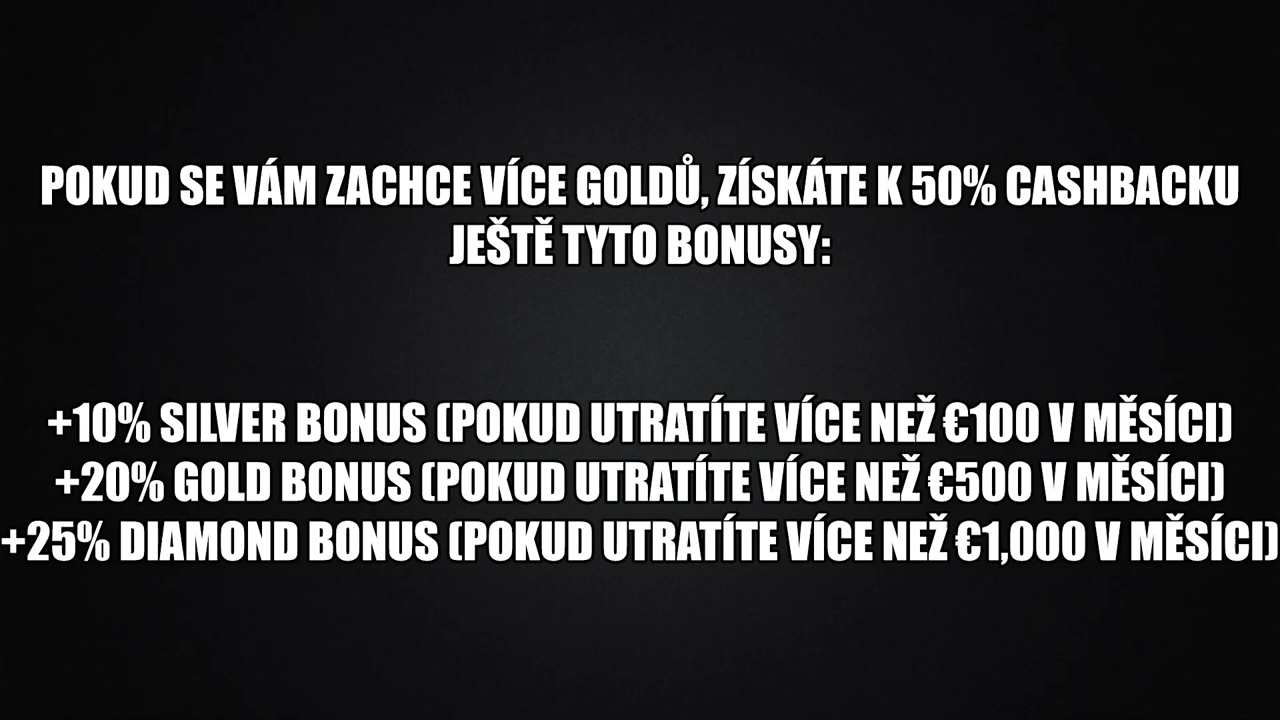 POKUD SE VÁM ZACHCE VÍCE GOLDŮ, ZÍSKÁTE K 50% CASHBACKU
JEŠTĚ TYTO BONUSY:
+10% SILVER BONUS (POKUD UTRATÍTE VÍCE NEŽ €100 V MĚSÍCI)
+20% GOLD BONUS (POKUD UTRATÍTE VÍCE NEŽ €500 V MĚSÍCI)
+25% DIAMOND BONUS (POKUD UTRATÍTE VÍCE NEŽ €1,000 V MĚSÍCI)